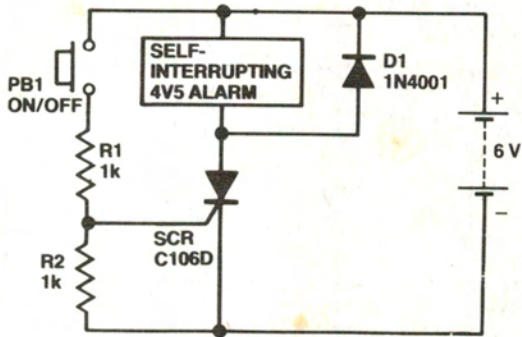 PB1
ON/OFF
SELF-
INTERRUPTING
4V5 ALARM
D1
1N4001
+
6 V
−
R1
1k
SCR
C106D
R2
1k